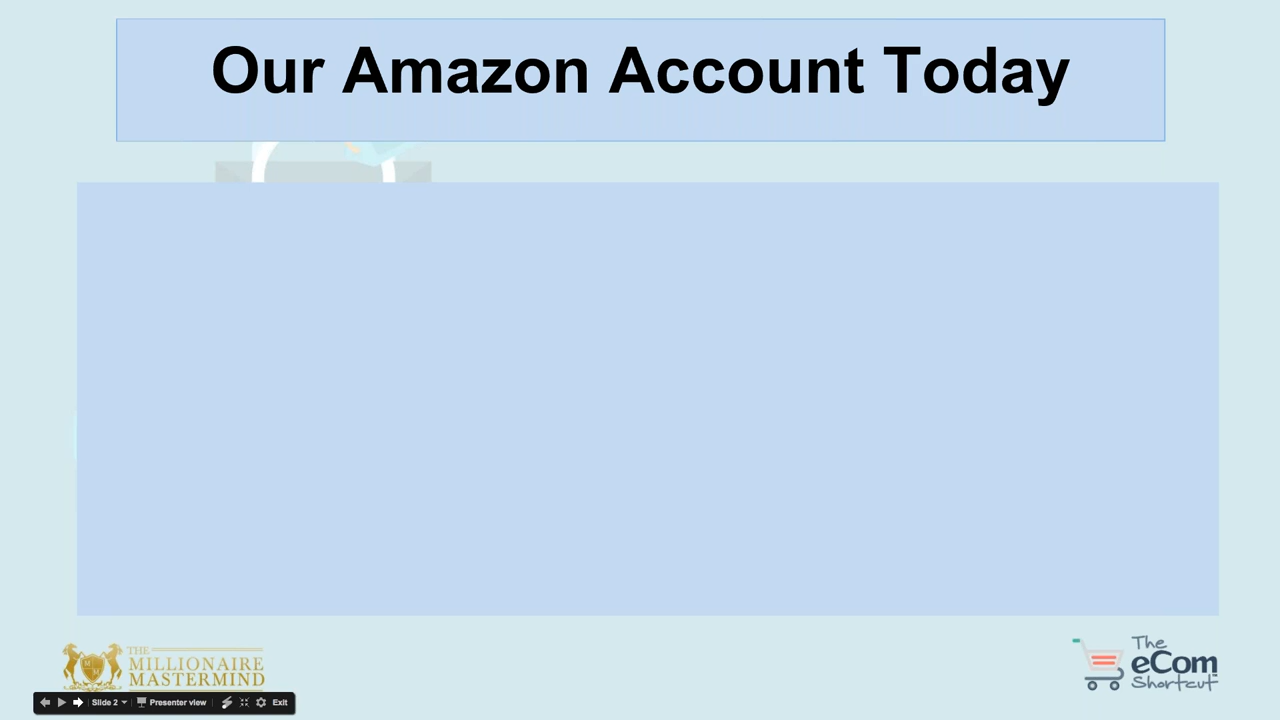 Our Amazon Account Today
THE
MILLIONAIRE
MASTERMIND
The
eCom
Shortcut
Slide 2
Presenter view
Exit